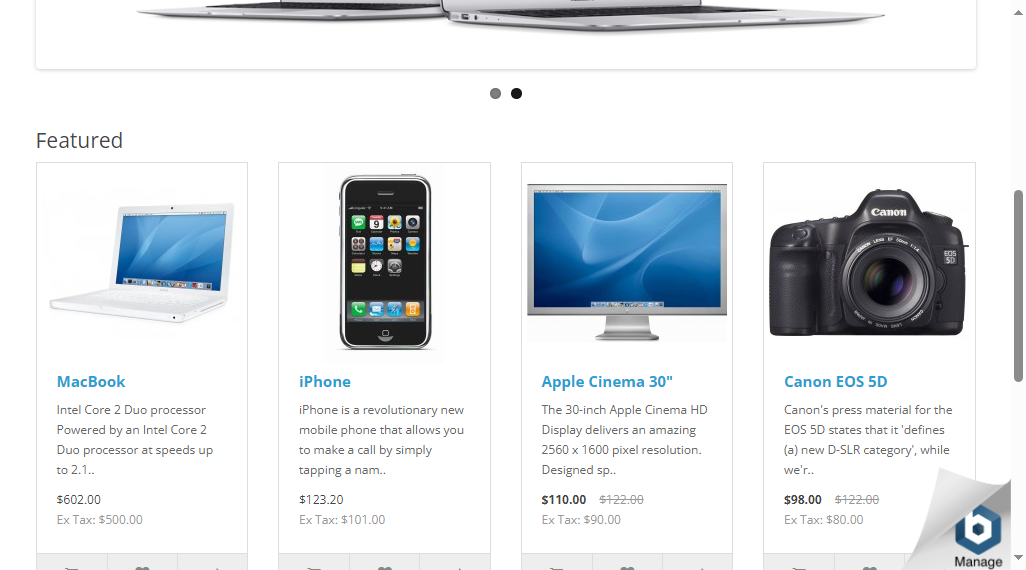 Featured
Canon
EOS
5D
MacBook
Intel Core 2 Duo processor
Powered by an Intel Core 2
Duo processor at speeds up
to 2.1..
$602.00
Ex Tax: $500.00
iPhone
iPhone is a revolutionary new
mobile phone that allows you
to make a call by simply
tapping a nam..
$123.20
Ex Tax: $101.00
Apple Cinema 30"
The 30-inch Apple Cinema HD
Display delivers an amazing
2560 x 1600 pixel resolution.
Designed sp..
$110.00 $122.00
Ex Tax: $90.00
Canon EOS 5D
Canon's press material for the
EOS 5D states that it 'defines
(a) new D-SLR category', while
we'r..
$98.00 $122.00
Ex Tax: $80.00
Manage